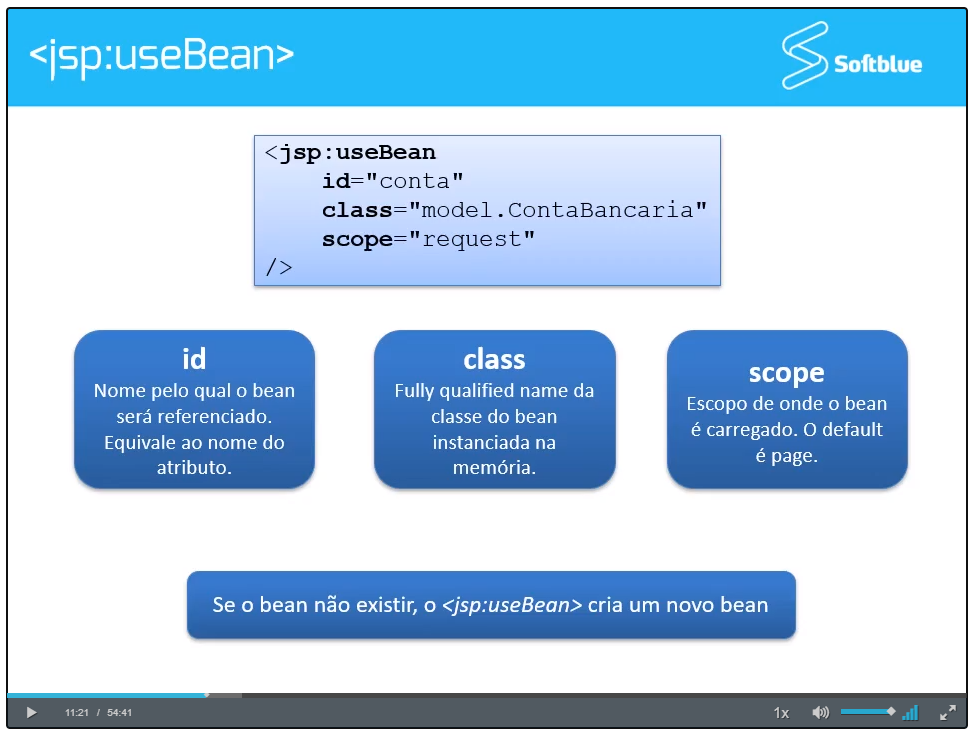 <jsp:useBean>
Softblue
<jsp:useBean
id="conta"
class="model.ContaBancaria"
scope="request"
/>
id
Nome pelo qual o bean
será referenciado.
Equivale ao nome do
atributo.
class
Fully qualified name da
classe do bean
instanciada na
memória.
scope
Escopo de onde o bean
é carregado. O default
é page.
Se o bean não existir, o <jsp:useBean> cria um novo bean
11:21 / 54:41
1x